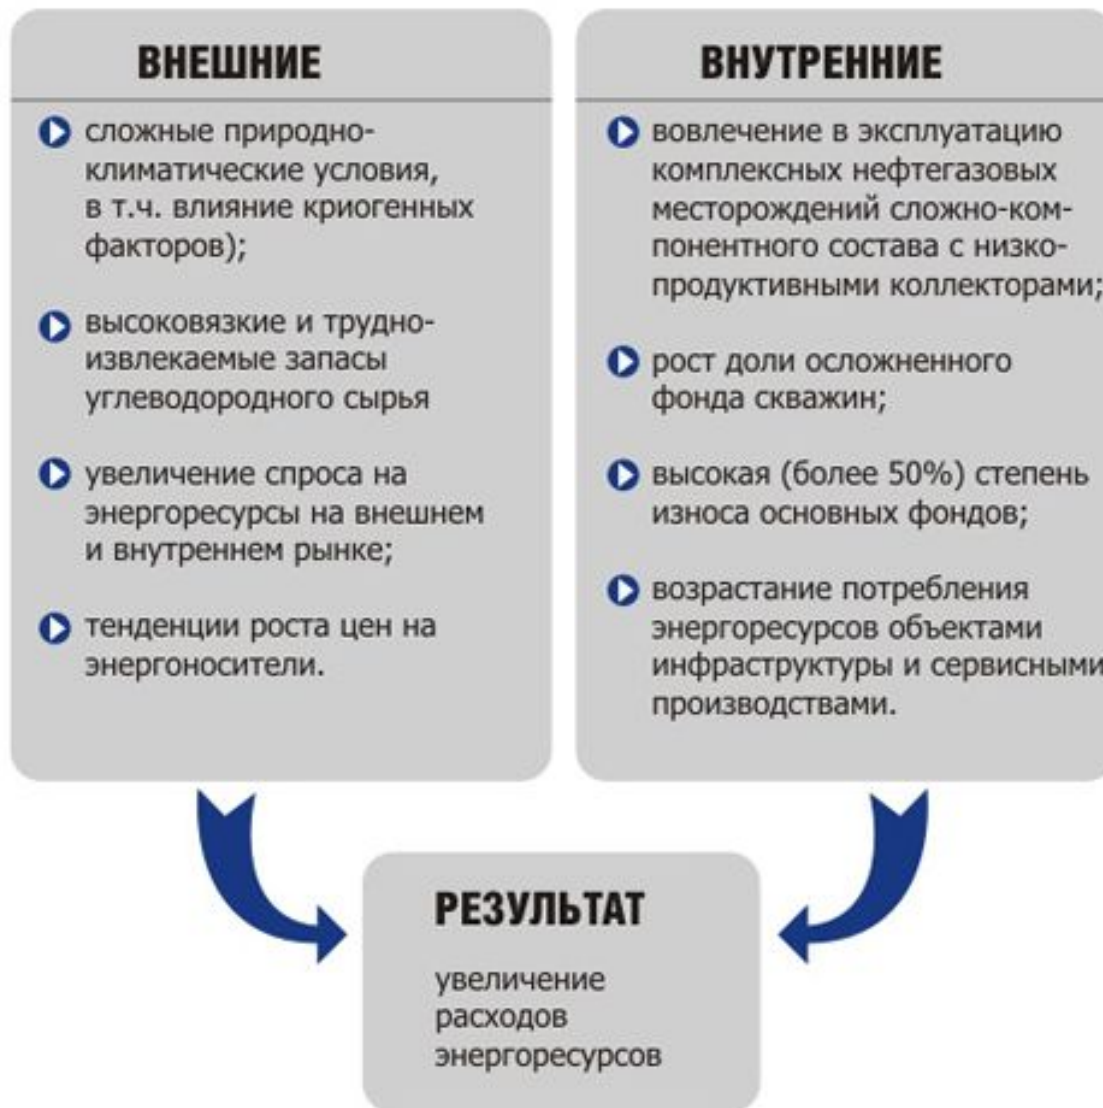 ВНЕШНИЕ
сложные природно-
климатические условия,
в т.ч. влияние криогенных
факторов);
высоковязкие и трудно-
извлекаемые запасы
углеводородного сырья
увеличение спроса на
энергоресурсы на внешнем
и внутреннем рынке;
тенденции роста цен на
энергоносители.
ВНУТРЕННИЕ
вовлечение в эксплуатацию
комплексных нефтегазовых
месторождений сложно-ком-
понентного состава с низко-
продуктивными коллекторами;
рост доли осложненного
фонда скважин;
высокая (более 50%) степень
износа основных фондов;
возрастание потребления
энергоресурсов объектами
инфраструктуры и сервисными
производствами.
РЕЗУЛЬТАТ
увеличение
расходов
энергоресурсов